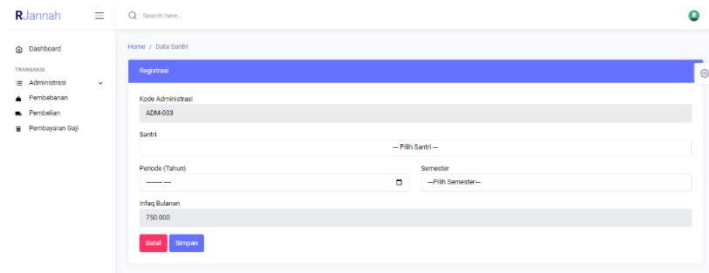 RJannah
Search here..
Dashboard
TRANSAKSI
Administrasi
Pembebanan
Pembelian
Pembayaran Gaji
Home / Data Santri
Registrasi
Kode Administrasi
ADM-003
Santri
--- Pilih Santri ---
Periode (Tahun)
Semester
---Pilih Semester---
Infaq Bulanan
750.000
Batal Simpan